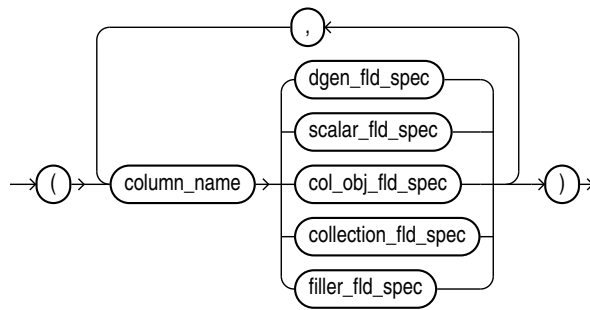 ,
dgen_fld_spec
scalar_fld_spec
( column_name col_obj_fld_spec )
collection_fld_spec
filler_fld_spec